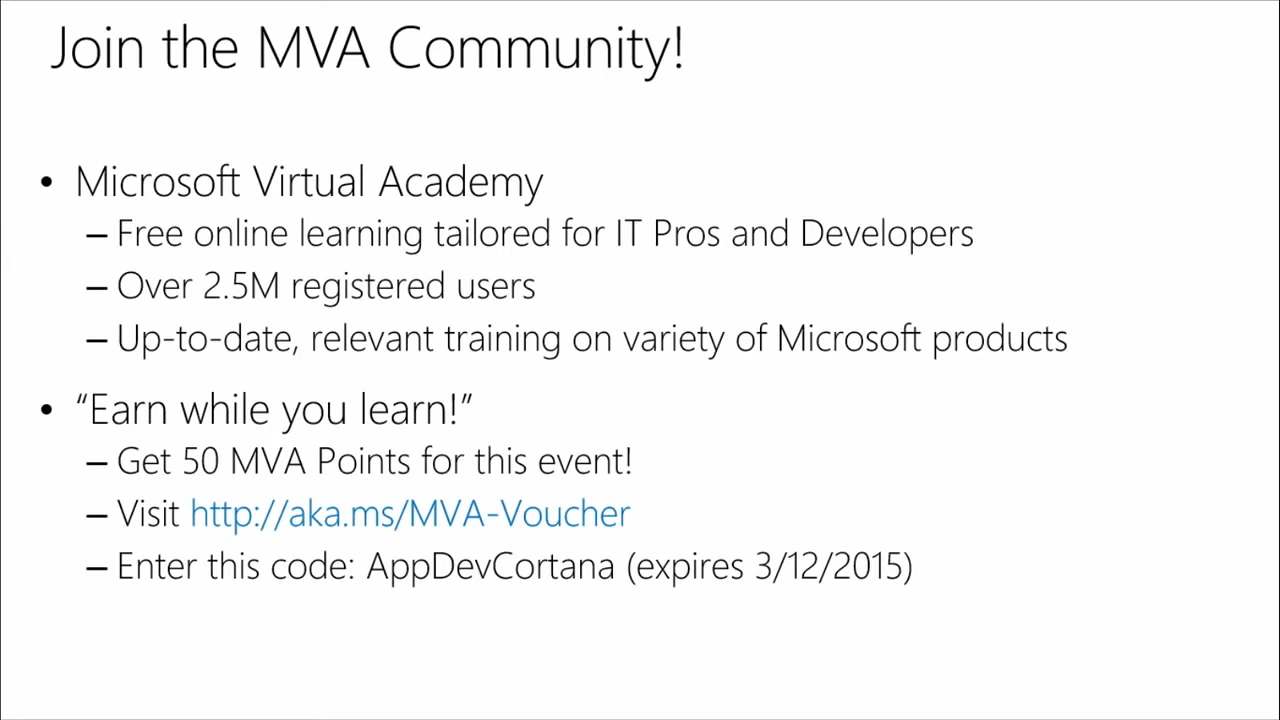 Join the MVA Community!
• Microsoft Virtual Academy
– Free online learning tailored for IT Pros and Developers
– Over 2.5M registered users
– Up-to-date, relevant training on variety of Microsoft products
• “Earn while you learn!”
– Get 50 MVA Points for this event!
– Visit http://aka.ms/MVA-Voucher
– Enter this code: AppDevCortana (expires 3/12/2015)